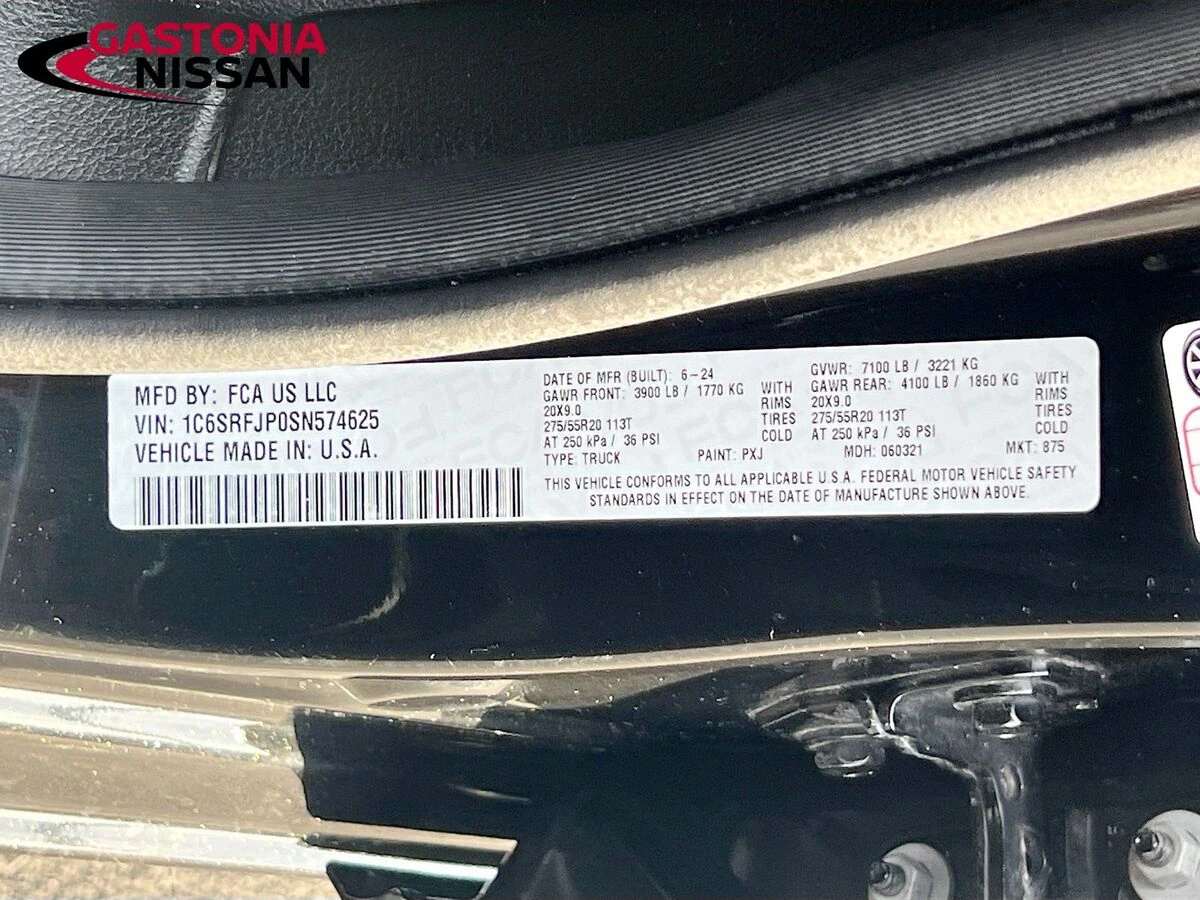 GASTONIA
NISSAN
MFD BY: FCA US LLC
VIN: 1C6SRFJP0SN574625
VEHICLE MADE IN: U.S.A.
DATE OF MFR (BUILT): 6-24
GAWR FRONT: 3900 LB / 1770 KG WITH
20X9.0 RIMS
275/55R20 113T TIRES
AT 250 kPa / 36 PSI COLD
TYPE: TRUCK PAINT: PXJ
GVWR: 7100 LB / 3221 KG
GAWR REAR: 4100 LB / 1860 KG WITH
20X9.0 RIMS
275/55R20 113T TIRES
AT 250 kPa / 36 PSI COLD
MDH: 060321 MKT: 875
THIS VEHICLE CONFORMS TO ALL APPLICABLE U.S.A. FEDERAL MOTOR VEHICLE SAFETY
STANDARDS IN EFFECT ON THE DATE OF MANUFACTURE SHOWN ABOVE.